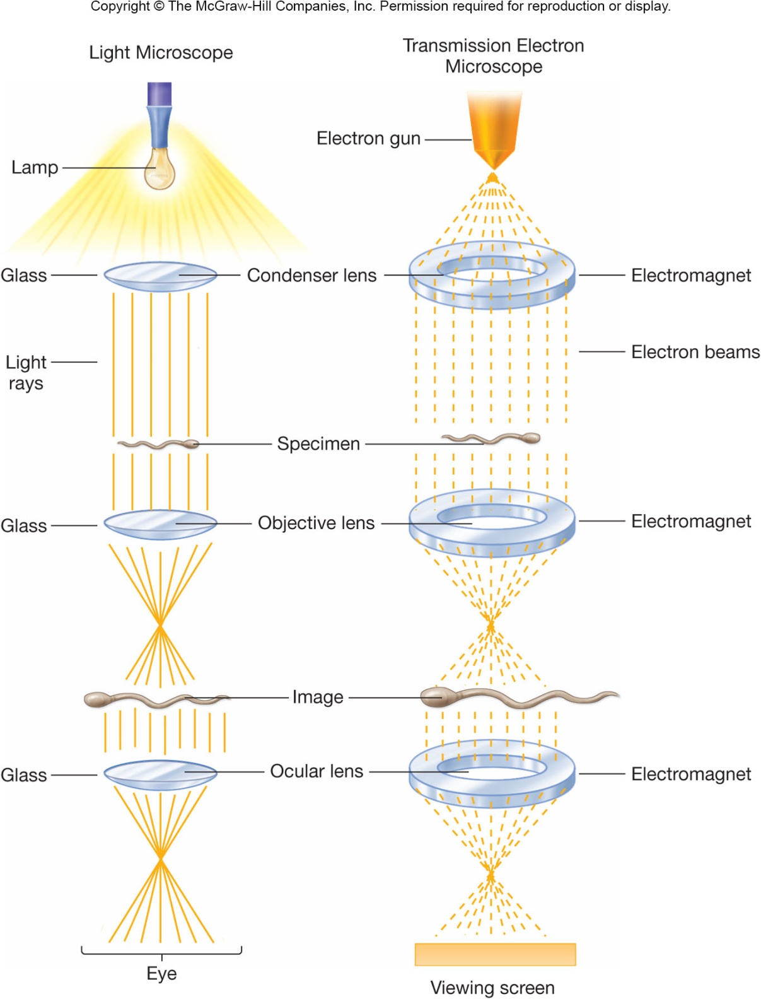 Copyright © The McGraw-Hill Companies, Inc. Permission required for reproduction or display.
Light Microscope
Transmission Electron
Microscope
Electron gun
Lamp
Glass
Condenser lens
Electromagnet
Electron beams
Light
rays
Specimen
Glass
Objective lens
Electromagnet
Image
Glass
Ocular lens
Electromagnet
Eye
Viewing screen